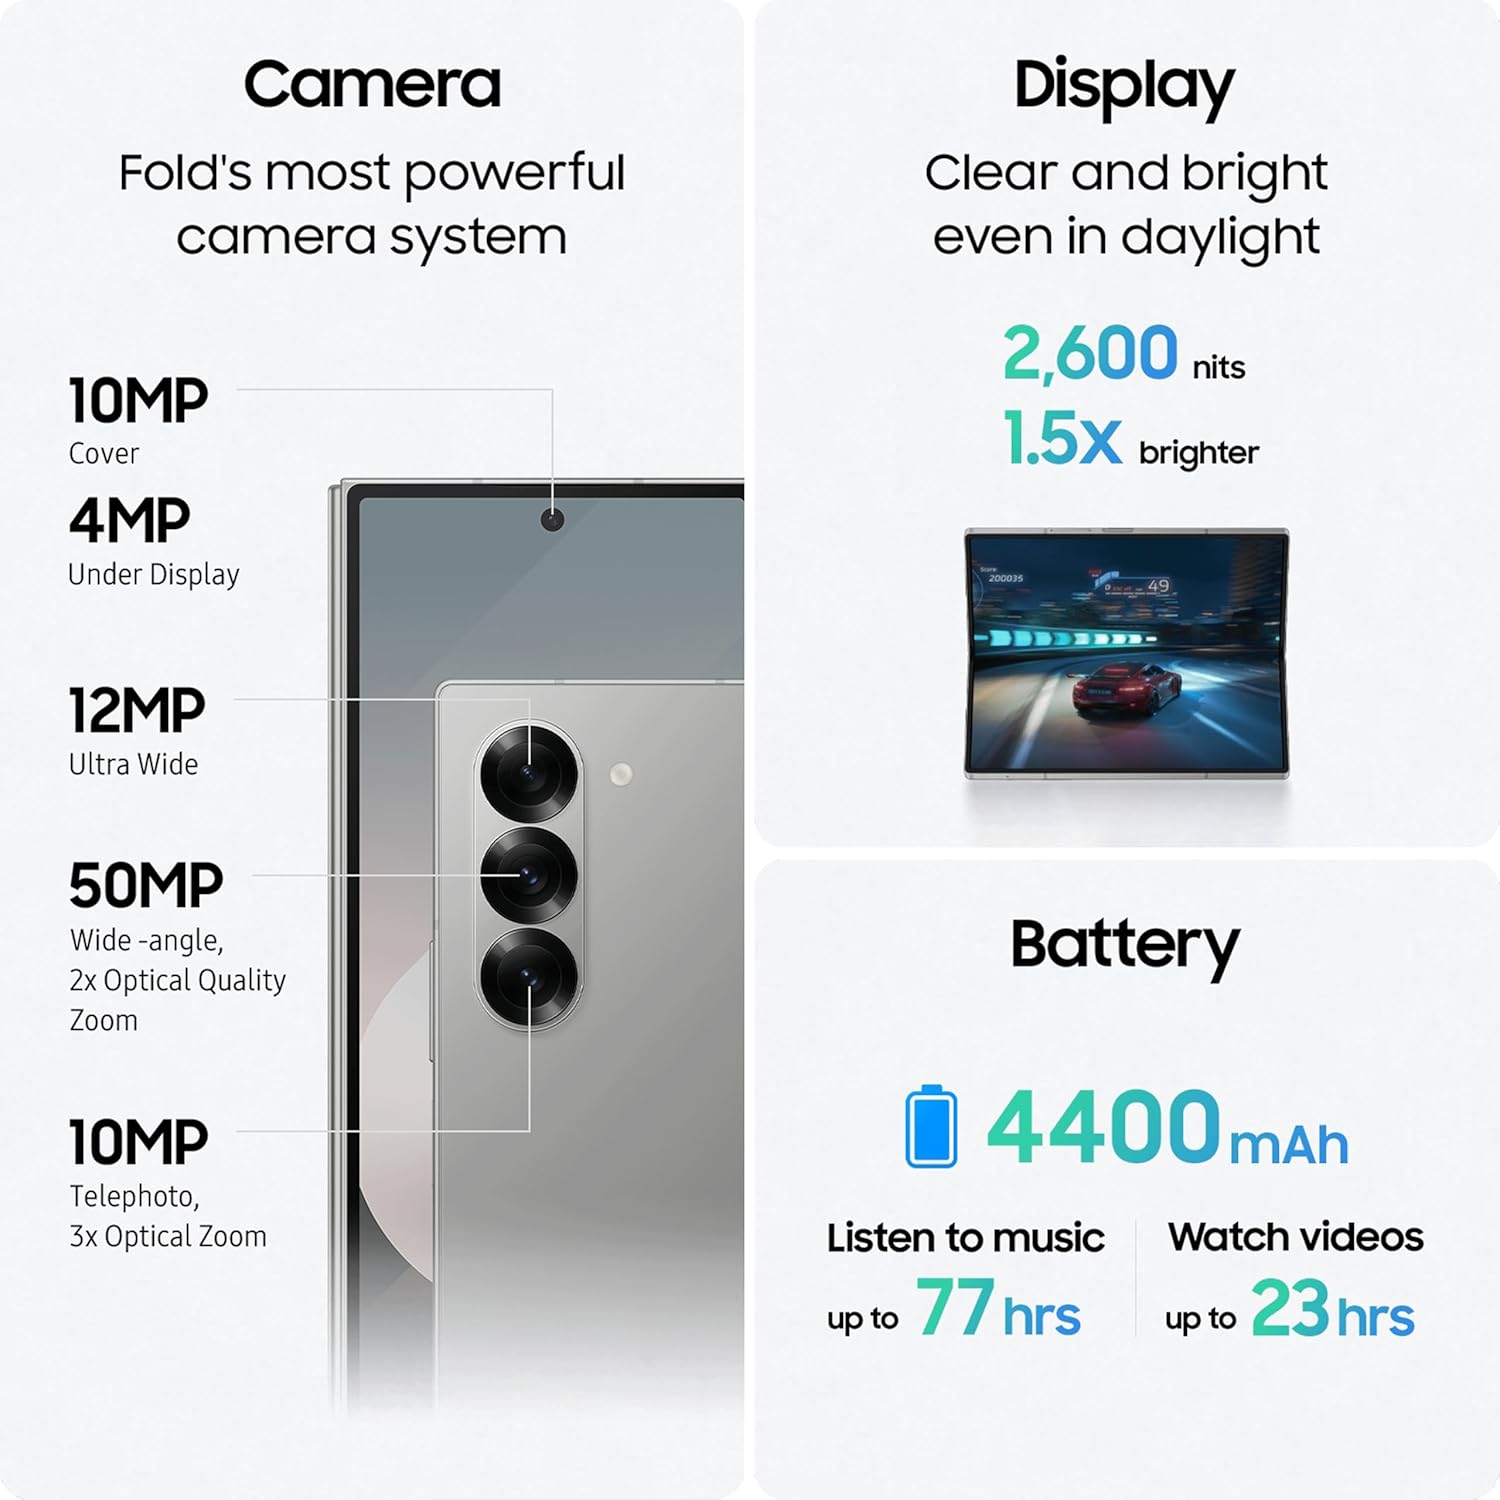 Camera
Fold's most powerful
camera system
10MP
Cover
4MP
Under Display
12MP
Ultra Wide
50MP
Wide -angle,
2x Optical Quality
Zoom
10MP
Telephoto,
3x Optical Zoom
Display
Clear and bright
even in daylight
2,600 nits
1.5x brighter
Score
200035
49
Battery
4400mAh
Listen to music
up to 77hrs
Watch videos
up to 23hrs